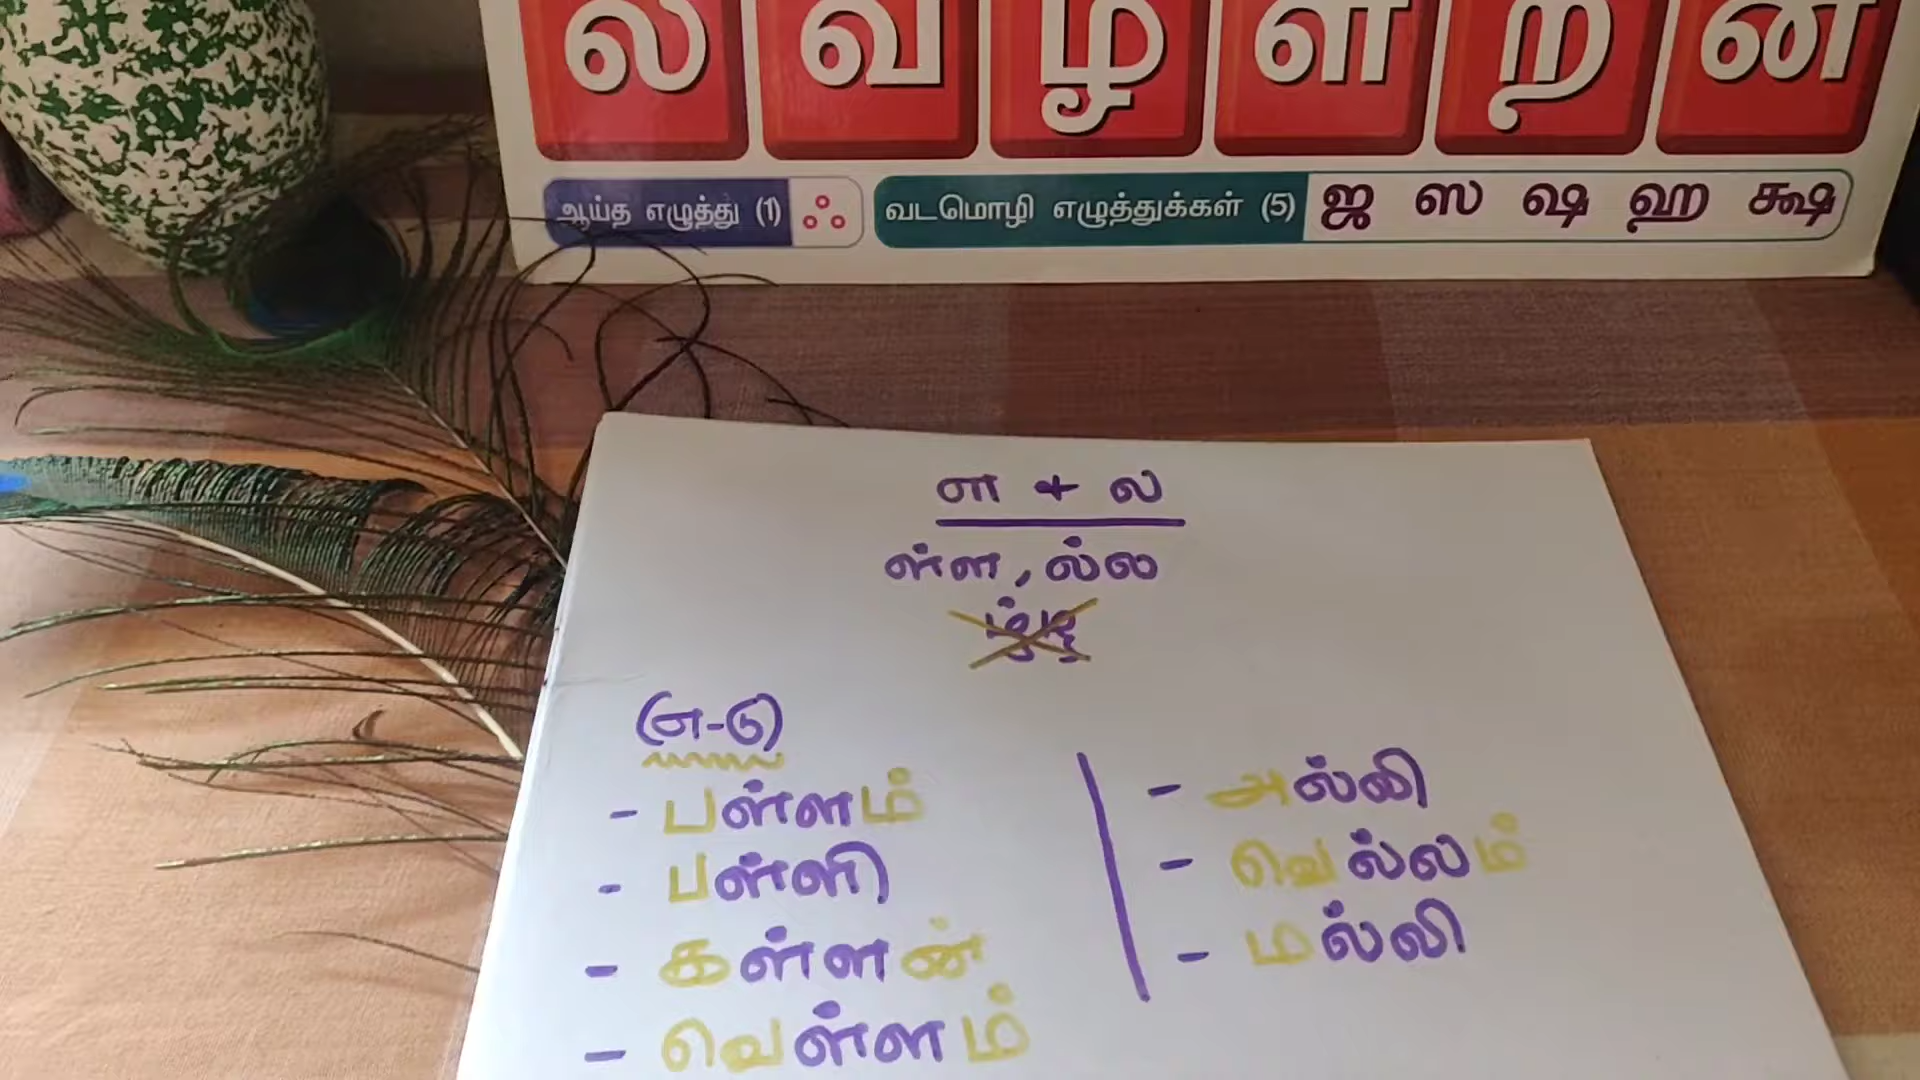 ல வ ழ ள ற ன
ஆய்த எழுத்து (1) ஃ வடமொழி எழுத்துக்கள் (5) ஜ ஸ ஷ ஹ க்ஷ
ள + ல
ள்ள , ல்ல
ழ்ழ
(ள-டு)
- பள்ளம்
- பள்ளி
- கள்ளன்
- வெள்ளம்
- அல்லி
- வெல்லம்
- மல்லி